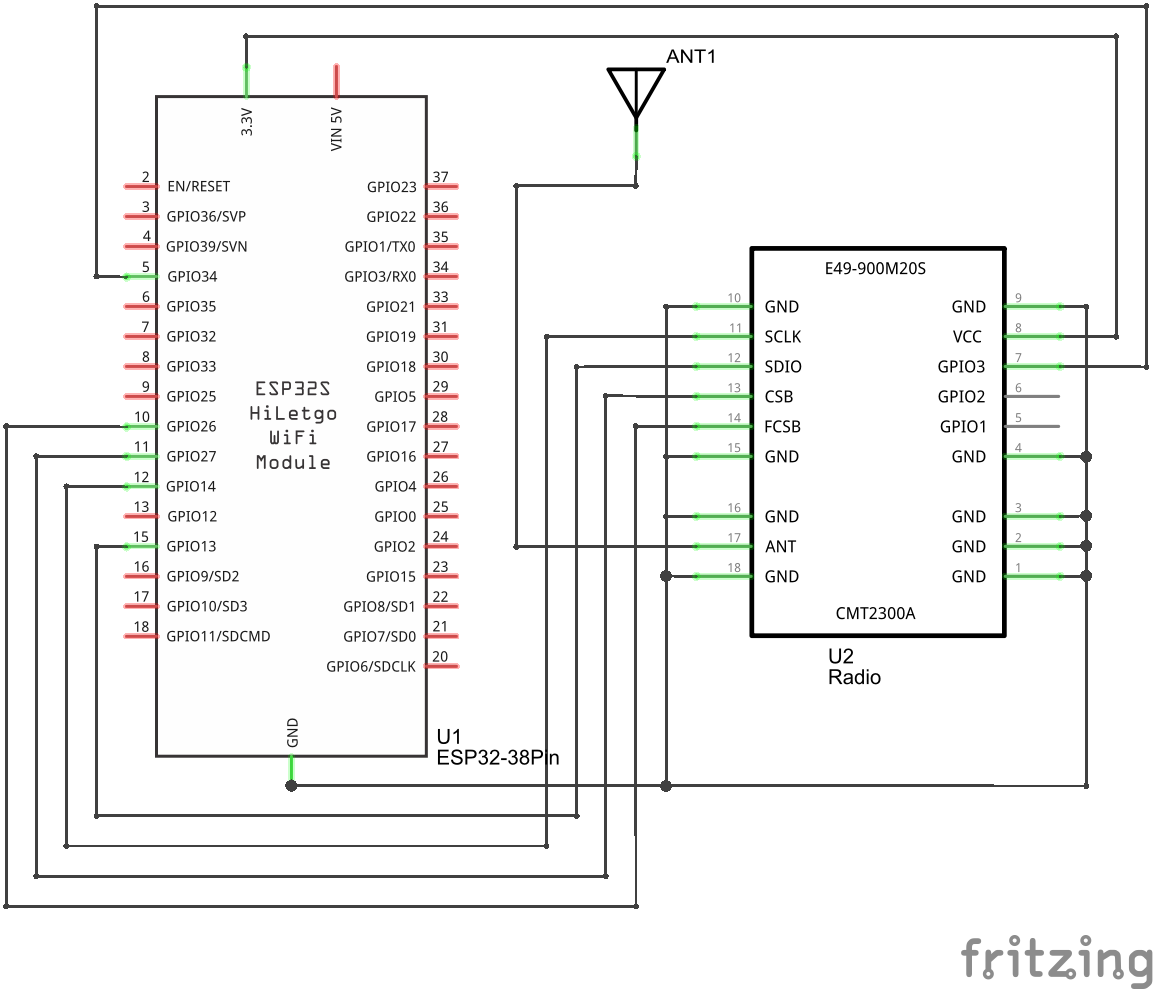 ANT1
3.3V
VIN 5V
2 EN/RESET GPIO23 37
3 GPIO36/SVP GPIO22 36
4 GPIO39/SVN GPIO1/TX0 35
5 GPIO34 GPIO3/RX0 34
6 GPIO35 GPIO21 33
7 GPIO32 GPIO19 31
8 GPIO33 GPIO18 30
9 GPIO25 GPIO5 29
10 GPIO26 GPIO17 28
11 GPIO27 GPIO16 27
12 GPIO14 GPIO4 26
13 GPIO12 GPIO0 25
15 GPIO13 GPIO2 24
16 GPIO9/SD2 GPIO15 23
17 GPIO10/SD3 GPIO8/SD1 22
18 GPIO11/SDCMD GPIO7/SD0 21
GPIO6/SDCLK 20
ESP32S
HiLetgo
WiFi
Module
GND
U1
ESP32-38Pin
E49-900M20S
10 GND GND 9
11 SCLK VCC 8
12 SDIO GPIO3 7
13 CSB GPIO2 6
14 FCSB GPIO1 5
15 GND GND 4
16 GND GND 3
17 ANT GND 2
18 GND GND 1
CMT2300A
U2
Radio
fritzing